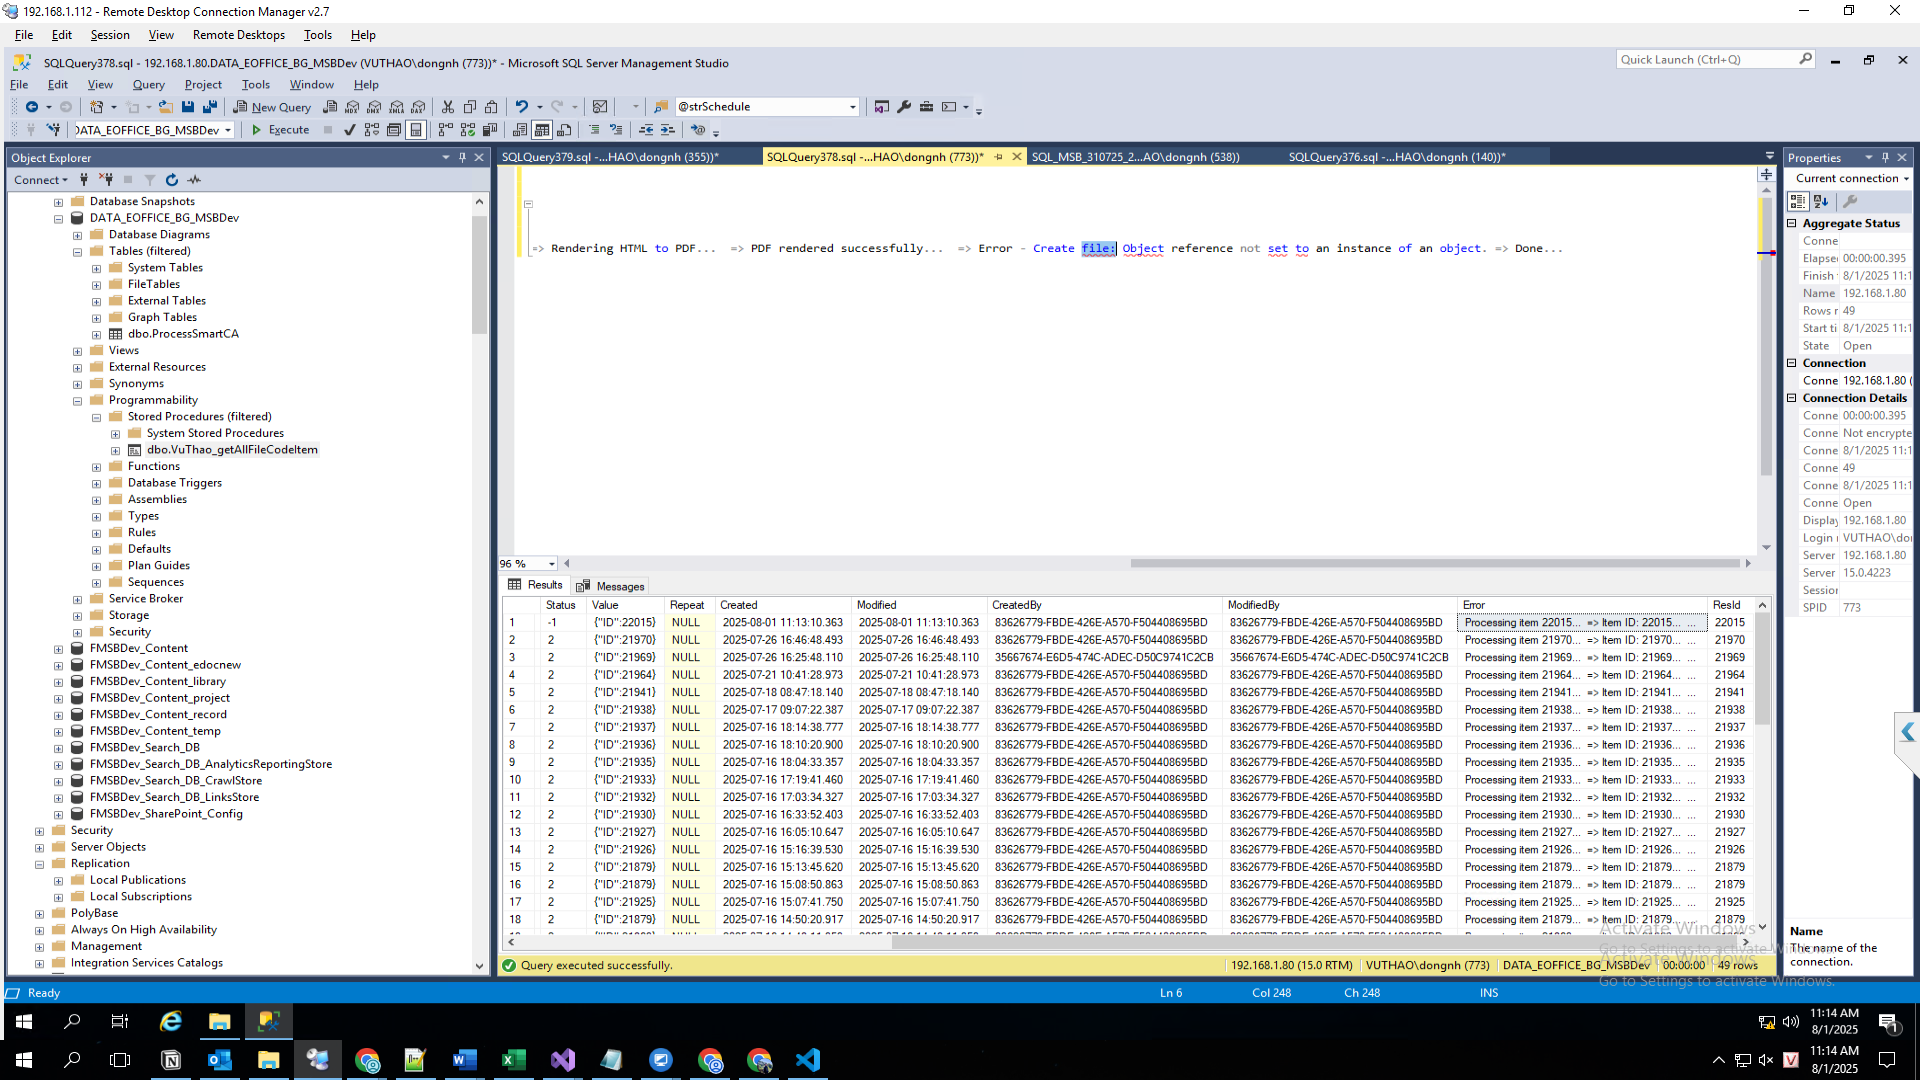 192.168.1.112 - Remote Desktop Connection Manager v2.7
File Edit Session View Remote Desktops Tools Help
SQLQuery378.sql - 192.168.1.80.DATA_EOFFICE_BG_MSBDev (VUTHAO\dongnh (773))* - Microsoft SQL Server Management Studio
Quick Launch (Ctrl+Q)
File Edit View Query Project Tools Window Help
New Query
@strSchedule
DATA_EOFFICE_BG_MSBDev
Execute
Object Explorer
Connect
Database Snapshots
DATA_EOFFICE_BG_MSBDev
Database Diagrams
Tables (filtered)
System Tables
FileTables
External Tables
Graph Tables
dbo.ProcessSmartCA
Views
External Resources
Synonyms
Programmability
Stored Procedures (filtered)
System Stored Procedures
dbo.VuThao_getAllFileCodeItem
Functions
Database Triggers
Assemblies
Types
Rules
Defaults
Plan Guides
Sequences
Service Broker
Storage
Security
FMSBDev_Content
FMSBDev_Content_edocnew
FMSBDev_Content_library
FMSBDev_Content_project
FMSBDev_Content_record
FMSBDev_Content_temp
FMSBDev_Search_DB
FMSBDev_Search_DB_AnalyticsReportingStore
FMSBDev_Search_DB_CrawlStore
FMSBDev_Search_DB_LinksStore
FMSBDev_SharePoint_Config
Security
Server Objects
Replication
Local Publications
Local Subscriptions
PolyBase
Always On High Availability
Management
Integration Services Catalogs
SQLQuery379.sql -...HAO\dongnh (355))* SQLQuery378.sql -...HAO\dongnh (773))* SQL_MSB_310725_2...AO\dongnh (538)) SQLQuery376.sql -...HAO\dongnh (140))*
=> Rendering HTML to PDF... => PDF rendered successfully... => Error - Create file: Object reference not set to an instance of an object. => Done...
96 %
Results Messages
Status Value Repeat Created Modified CreatedBy ModifiedBy Error ResId
1 -1 {"ID":22015} NULL 2025-08-01 11:13:10.363 2025-08-01 11:13:10.363 83626779-FBDE-426E-A570-F504408695BD 83626779-FBDE-426E-A570-F504408695BD Processing item 22015... => Item ID: 22015... ... 22015
2 2 {"ID":21970} NULL 2025-07-26 16:46:48.493 2025-07-26 16:46:48.493 83626779-FBDE-426E-A570-F504408695BD 83626779-FBDE-426E-A570-F504408695BD Processing item 21970... => Item ID: 21970... ... 21970
3 2 {"ID":21969} NULL 2025-07-26 16:25:48.110 2025-07-26 16:25:48.110 35667674-E6D5-474C-ADEC-D50C9741C2CB 35667674-E6D5-474C-ADEC-D50C9741C2CB Processing item 21969... => Item ID: 21969... ... 21969
4 2 {"ID":21964} NULL 2025-07-21 10:41:28.973 2025-07-21 10:41:28.973 83626779-FBDE-426E-A570-F504408695BD 83626779-FBDE-426E-A570-F504408695BD Processing item 21964... => Item ID: 21964... ... 21964
5 2 {"ID":21941} NULL 2025-07-18 08:47:18.140 2025-07-18 08:47:18.140 83626779-FBDE-426E-A570-F504408695BD 83626779-FBDE-426E-A570-F504408695BD Processing item 21941... => Item ID: 21941... ... 21941
6 2 {"ID":21938} NULL 2025-07-17 09:07:22.387 2025-07-17 09:07:22.387 83626779-FBDE-426E-A570-F504408695BD 83626779-FBDE-426E-A570-F504408695BD Processing item 21938... => Item ID: 21938... ... 21938
7 2 {"ID":21937} NULL 2025-07-16 18:14:38.777 2025-07-16 18:14:38.777 83626779-FBDE-426E-A570-F504408695BD 83626779-FBDE-426E-A570-F504408695BD Processing item 21937... => Item ID: 21937... ... 21937
8 2 {"ID":21936} NULL 2025-07-16 18:10:20.900 2025-07-16 18:10:20.900 83626779-FBDE-426E-A570-F504408695BD 83626779-FBDE-426E-A570-F504408695BD Processing item 21936... => Item ID: 21936... ... 21936
9 2 {"ID":21935} NULL 2025-07-16 18:04:33.357 2025-07-16 18:04:33.357 83626779-FBDE-426E-A570-F504408695BD 83626779-FBDE-426E-A570-F504408695BD Processing item 21935... => Item ID: 21935... ... 21935
10 2 {"ID":21933} NULL 2025-07-16 17:19:41.460 2025-07-16 17:19:41.460 83626779-FBDE-426E-A570-F504408695BD 83626779-FBDE-426E-A570-F504408695BD Processing item 21933... => Item ID: 21933... ... 21933
11 2 {"ID":21932} NULL 2025-07-16 17:03:34.327 2025-07-16 17:03:34.327 83626779-FBDE-426E-A570-F504408695BD 83626779-FBDE-426E-A570-F504408695BD Processing item 21932... => Item ID: 21932... ... 21932
12 2 {"ID":21930} NULL 2025-07-16 16:33:52.403 2025-07-16 16:33:52.403 83626779-FBDE-426E-A570-F504408695BD 83626779-FBDE-426E-A570-F504408695BD Processing item 21930... => Item ID: 21930... ... 21930
13 2 {"ID":21927} NULL 2025-07-16 16:05:10.647 2025-07-16 16:05:10.647 83626779-FBDE-426E-A570-F504408695BD 83626779-FBDE-426E-A570-F504408695BD Processing item 21927... => Item ID: 21927... ... 21927
14 2 {"ID":21926} NULL 2025-07-16 15:16:39.530 2025-07-16 15:16:39.530 83626779-FBDE-426E-A570-F504408695BD 83626779-FBDE-426E-A570-F504408695BD Processing item 21926... => Item ID: 21926... ... 21926
15 2 {"ID":21879} NULL 2025-07-16 15:13:45.620 2025-07-16 15:13:45.620 83626779-FBDE-426E-A570-F504408695BD 83626779-FBDE-426E-A570-F504408695BD Processing item 21879... => Item ID: 21879... ... 21879
16 2 {"ID":21879} NULL 2025-07-16 15:08:50.863 2025-07-16 15:08:50.863 83626779-FBDE-426E-A570-F504408695BD 83626779-FBDE-426E-A570-F504408695BD Processing item 21879... => Item ID: 21879... ... 21879
17 2 {"ID":21925} NULL 2025-07-16 15:07:41.750 2025-07-16 15:07:41.750 83626779-FBDE-426E-A570-F504408695BD 83626779-FBDE-426E-A570-F504408695BD Processing item 21925... => Item ID: 21925... ... 21925
18 2 {"ID":21879} NULL 2025-07-16 14:50:20.917 2025-07-16 14:50:20.917 83626779-FBDE-426E-A570-F504408695BD 83626779-FBDE-426E-A570-F504408695BD Processing item 21879... => Item ID: 21879... ... 21879
Query executed successfully. 192.168.1.80 (15.0 RTM) VUTHAO\dongnh (773) DATA_EOFFICE_BG_MSBDev 00:00:00 49 rows
Properties
Current connection
Aggregate Status
Conne
Elapse 00:00:00.395
Finish 8/1/2025 11:1
Name 192.168.1.80
Rows r 49
Start ti 8/1/2025 11:1
State Open
Connection
Conne 192.168.1.80 (
Connection Details
Conne 00:00:00.395
Conne Not encrypte
Conne 8/1/2025 11:1
Conne 49
Conne 8/1/2025 11:1
Conne Open
Display 192.168.1.80
Login r VUTHAO\do
Server 192.168.1.80
Server 15.0.4223
Session
SPID 773
Name
The name of the
connection.
Activate Windows
Go to Settings to activate Windows.
Activate Windows
Go to Settings to activate Windows.
Ready Ln 6 Col 248 Ch 248 INS
11:14 AM
8/1/2025
1
11:14 AM
8/1/2025